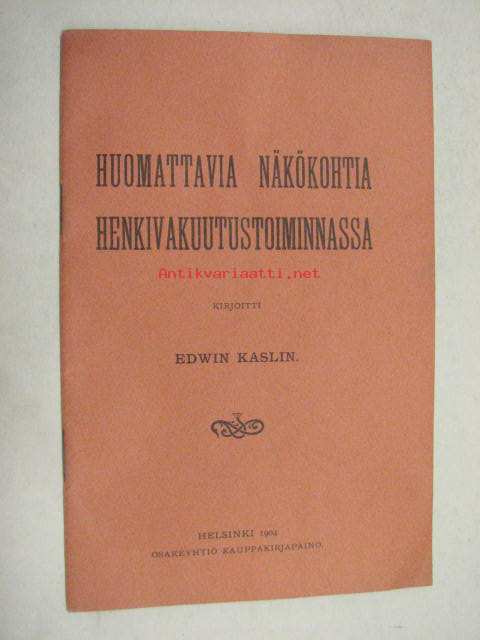 HUOMATTAVIA NÄKÖKOHTIA
HENKIVAKUUTUSTOIMINNASSA
Antikvariaatti.net
KIRJOITTI
EDWIN KASLIN.
HELSINKI 1904
OSAKEYHTIÖ KAUPPAKIRJAPAINO.